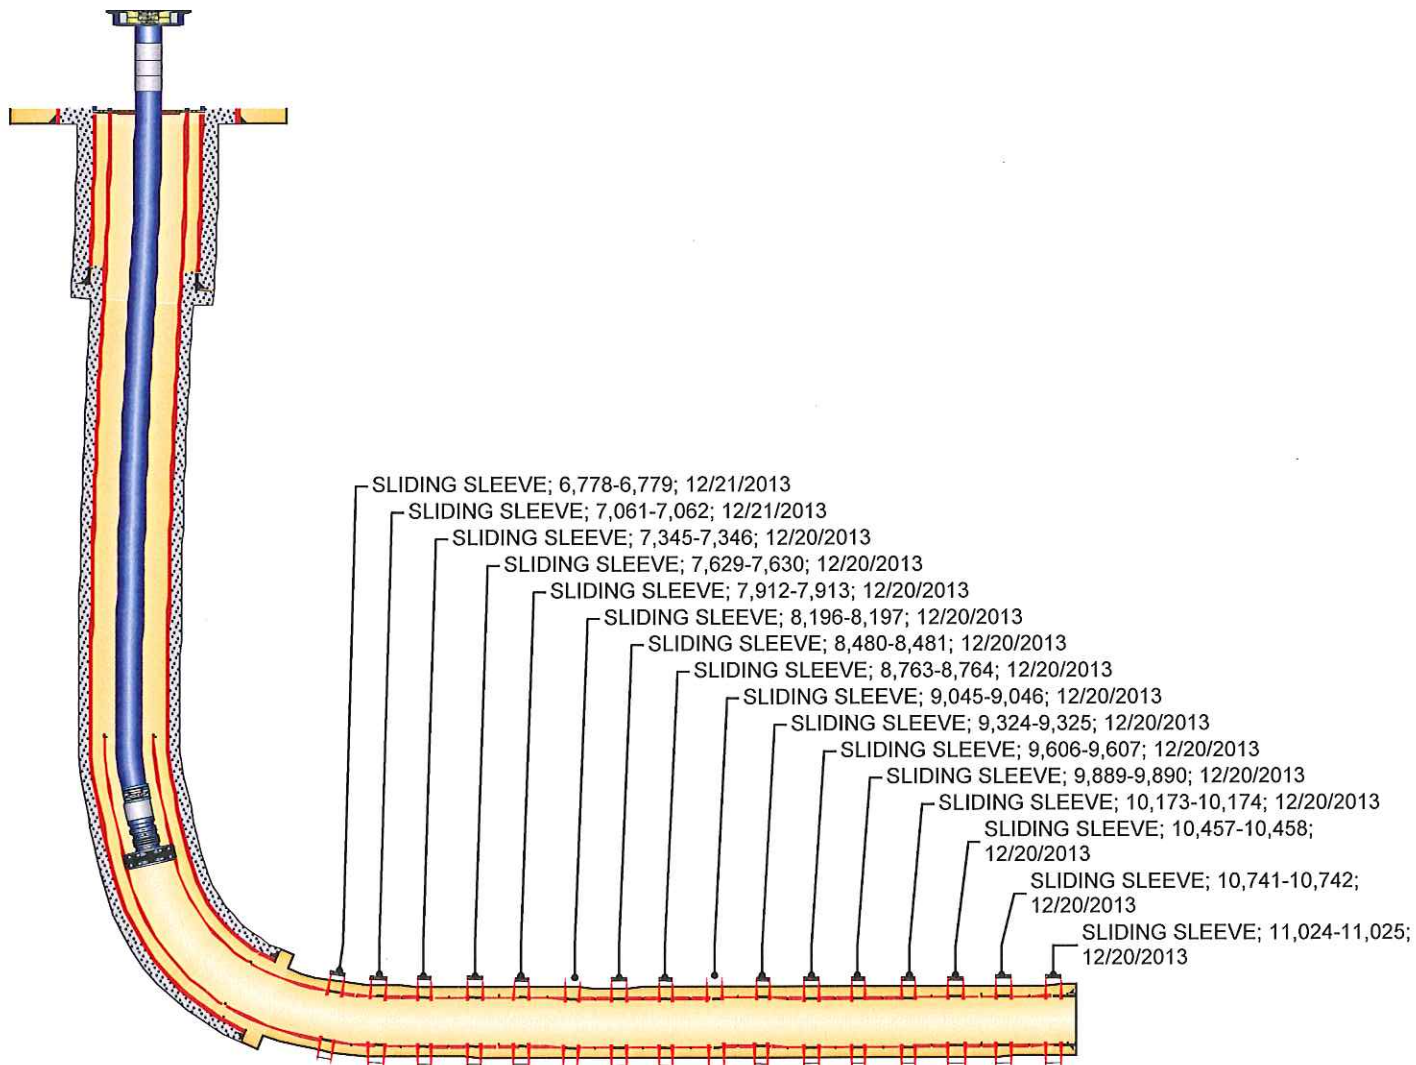 SLIDING SLEEVE; 6,778-6,779; 12/21/2013
SLIDING SLEEVE; 7,061-7,062; 12/21/2013
SLIDING SLEEVE; 7,345-7,346; 12/20/2013
SLIDING SLEEVE; 7,629-7,630; 12/20/2013
SLIDING SLEEVE; 7,912-7,913; 12/20/2013
SLIDING SLEEVE; 8,196-8,197; 12/20/2013
SLIDING SLEEVE; 8,480-8,481; 12/20/2013
SLIDING SLEEVE; 8,763-8,764; 12/20/2013
SLIDING SLEEVE; 9,045-9,046; 12/20/2013
SLIDING SLEEVE; 9,324-9,325; 12/20/2013
SLIDING SLEEVE; 9,606-9,607; 12/20/2013
SLIDING SLEEVE; 9,889-9,890; 12/20/2013
SLIDING SLEEVE; 10,173-10,174; 12/20/2013
SLIDING SLEEVE; 10,457-10,458;
12/20/2013
SLIDING SLEEVE; 10,741-10,742;
12/20/2013
SLIDING SLEEVE; 11,024-11,025;
12/20/2013